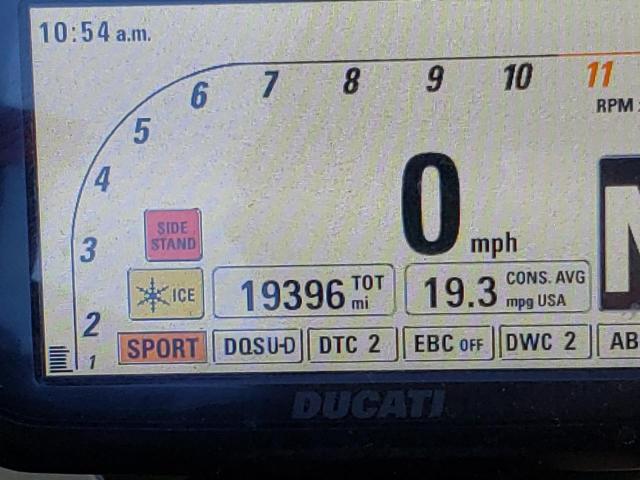 10:54 a.m.
1 2 3 4 5 6 7 8 9 10 11
RPM
0 mph
SIDE
STAND
ICE
19396 TOT
mi
19.3 CONS. AVG
mpg USA
SPORT DQSU-D DTC 2 EBC OFF DWC 2 AB
DUCATI